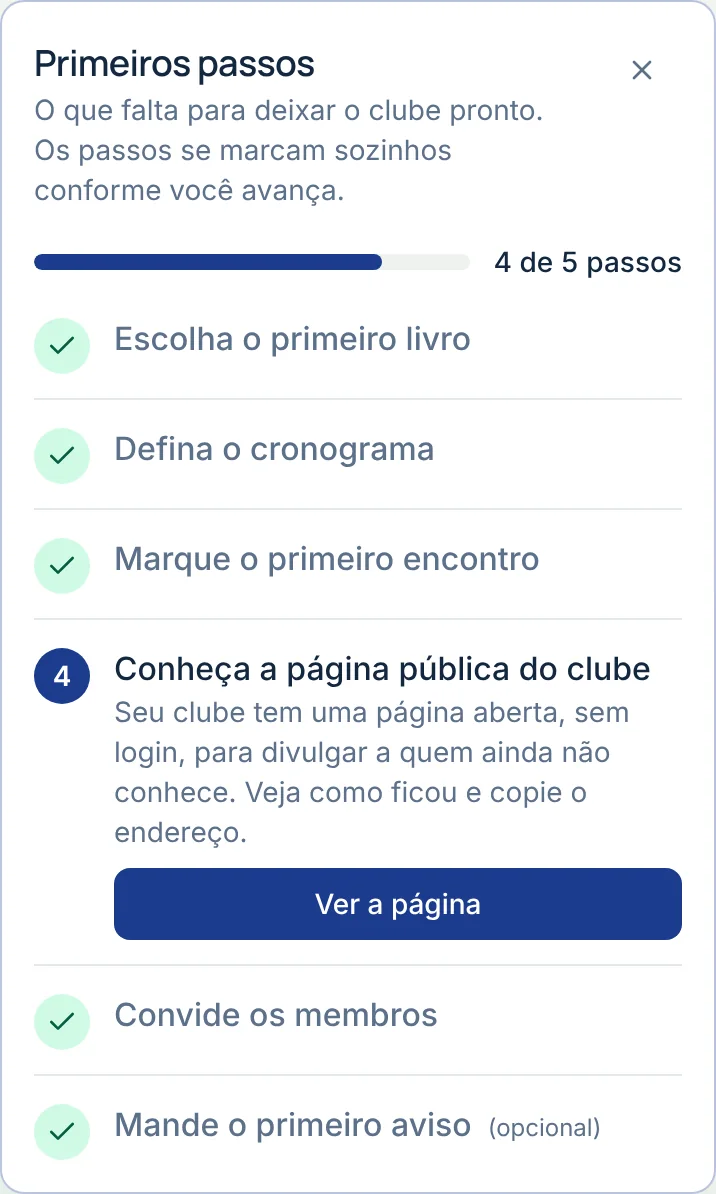 Primeiros passos
O que falta para deixar o clube pronto.
Os passos se marcam sozinhos
conforme você avança.
4 de 5 passos
Escolha o primeiro livro
Defina o cronograma
Marque o primeiro encontro
4
Conheça a página pública do clube
Seu clube tem uma página aberta, sem
login, para divulgar a quem ainda não
conhece. Veja como ficou e copie o
endereço.
Ver a página
Convide os membros
Mande o primeiro aviso (opcional)